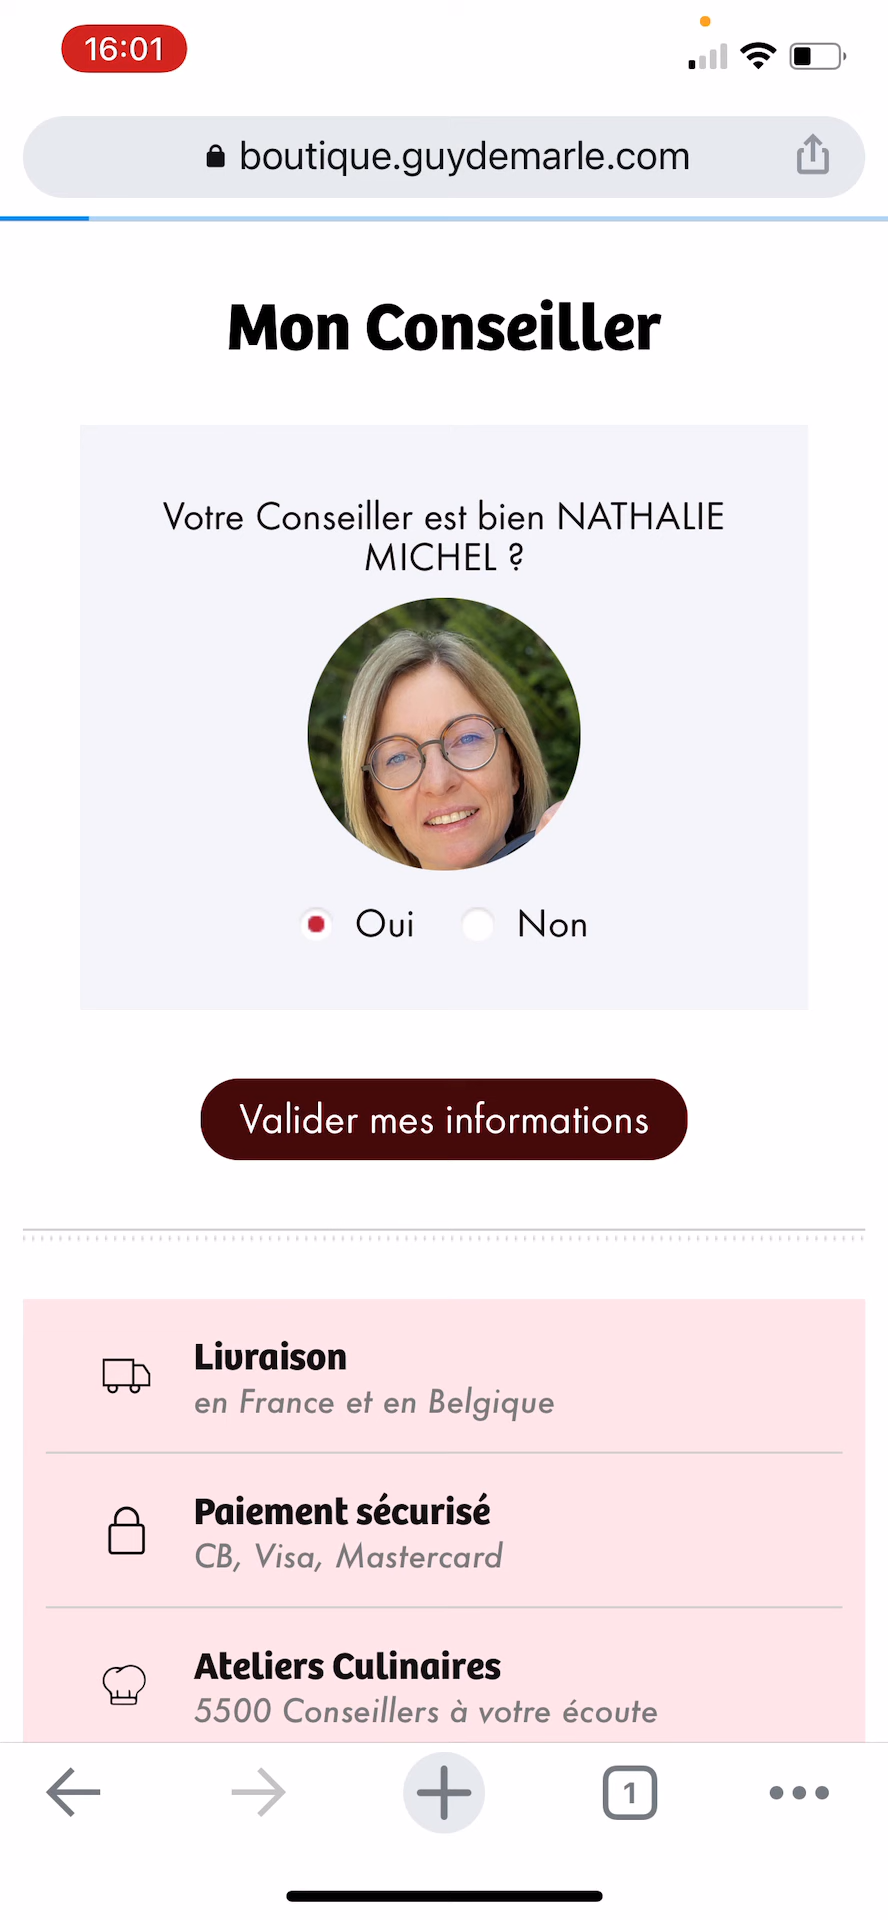 16:01
boutique.guydemarle.com
Mon Conseiller
Votre Conseiller est bien NATHALIE
MICHEL ?
Oui Non
Valider mes informations
Livraison
en France et en Belgique
Paiement sécurisé
CB, Visa, Mastercard
Ateliers Culinaires
5500 Conseillers à votre écoute
1